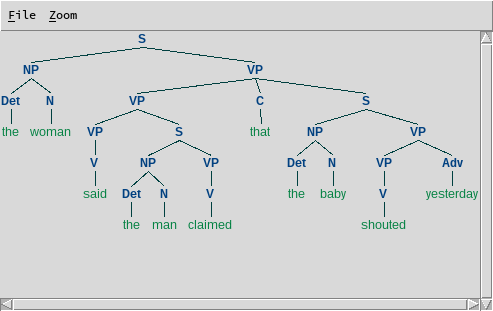 File Zoom
S
NP VP
Det N VP C S
the woman VP S that NP VP
V NP VP Det N VP Adv
said Det N V the baby V yesterday
the man claimed shouted